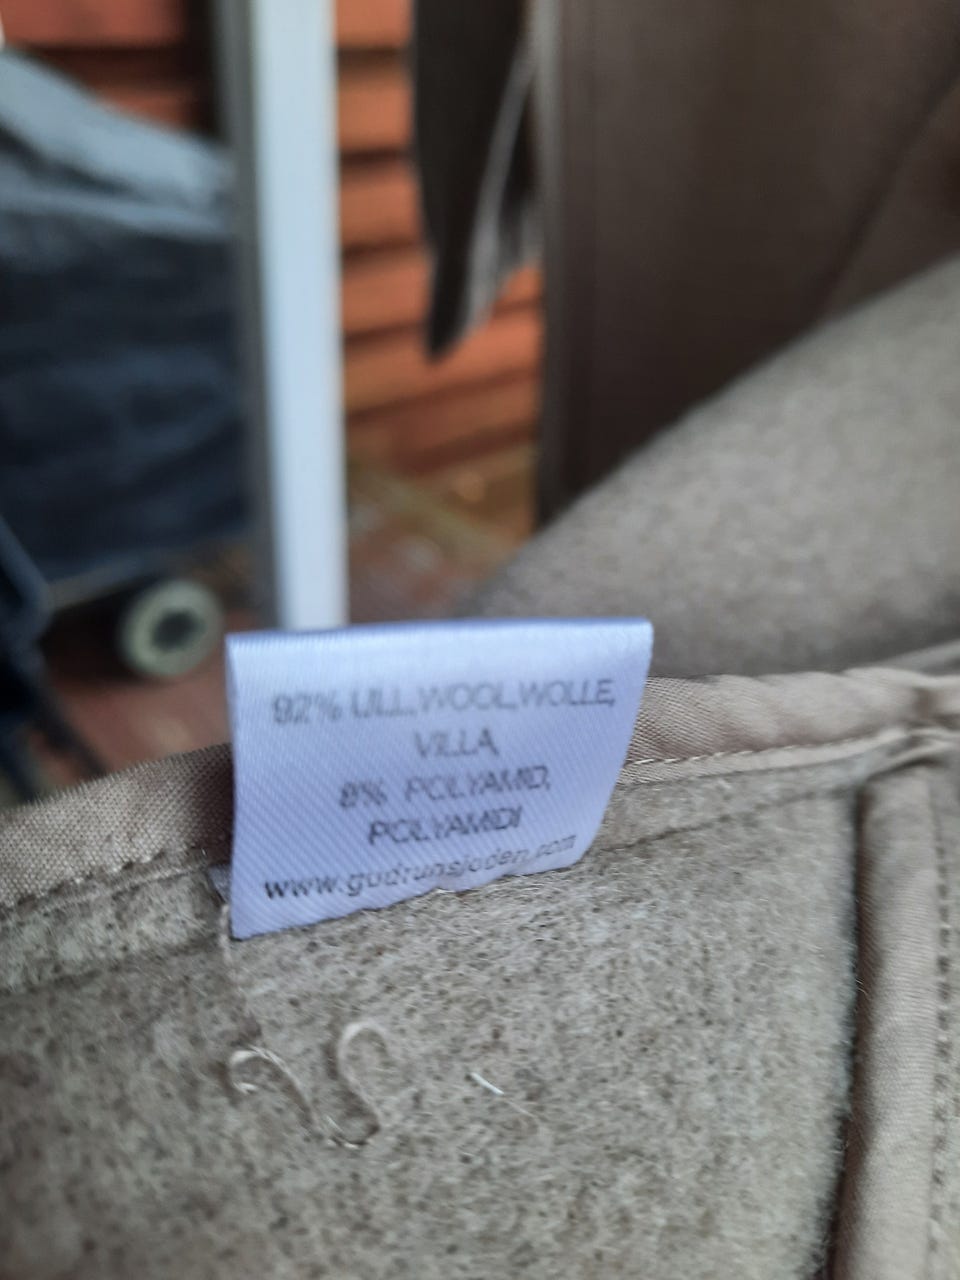 92% ULL,WOOL,WOLLE,
VILLA,
8% POLYAMID,
POLYAMIDI
www.gudrunsjoden.com